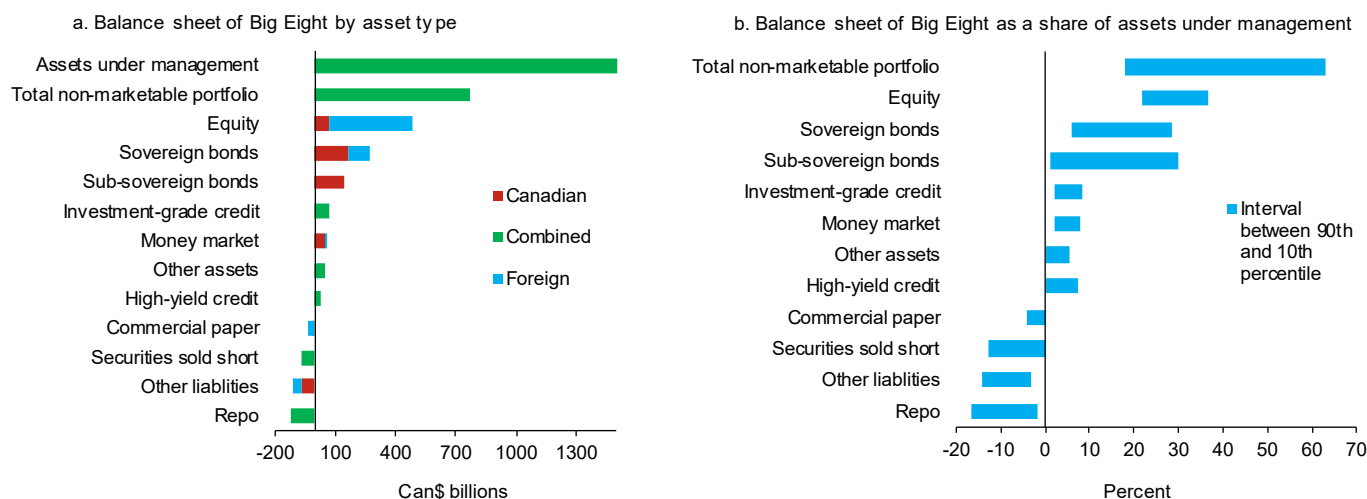 a. Balance sheet of Big Eight by asset type
Assets under management
Total non-marketable portfolio
Equity
Sovereign bonds
Sub-sovereign bonds
Investment-grade credit
Money market
Other assets
High-yield credit
Commercial paper
Securities sold short
Other liablities
Repo
Canadian
Combined
Foreign
-200 100 400 700 1000 1300
Can$ billions
b. Balance sheet of Big Eight as a share of assets under management
Total non-marketable portfolio
Equity
Sovereign bonds
Sub-sovereign bonds
Investment-grade credit
Money market
Other assets
High-yield credit
Commercial paper
Securities sold short
Other liablities
Repo
Interval
between 90th
and 10th
percentile
-20 -10 0 10 20 30 40 50 60 70
Percent